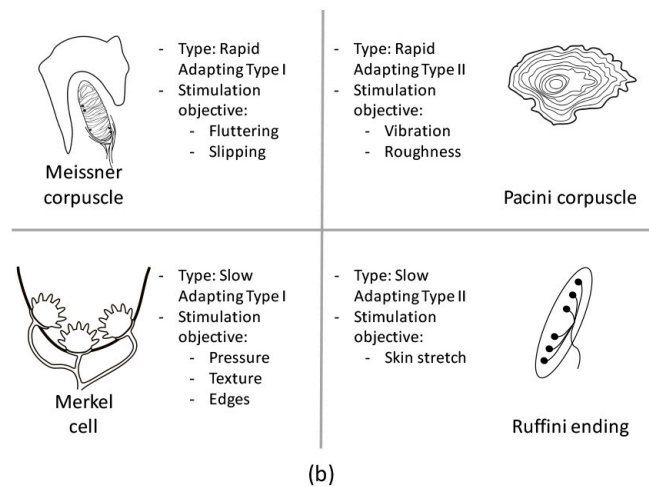 - Type: Rapid
Adapting Type I
- Stimulation
objective:
- Fluttering
- Slipping
Meissner
corpuscle
- Type: Rapid
Adapting Type II
- Stimulation
objective:
- Vibration
- Roughness
Pacini corpuscle
- Type: Slow
Adapting Type I
- Stimulation
objective:
- Pressure
- Texture
- Edges
Merkel
cell
- Type: Slow
Adapting Type II
- Stimulation
objective:
- Skin stretch
Ruffini ending
(b)